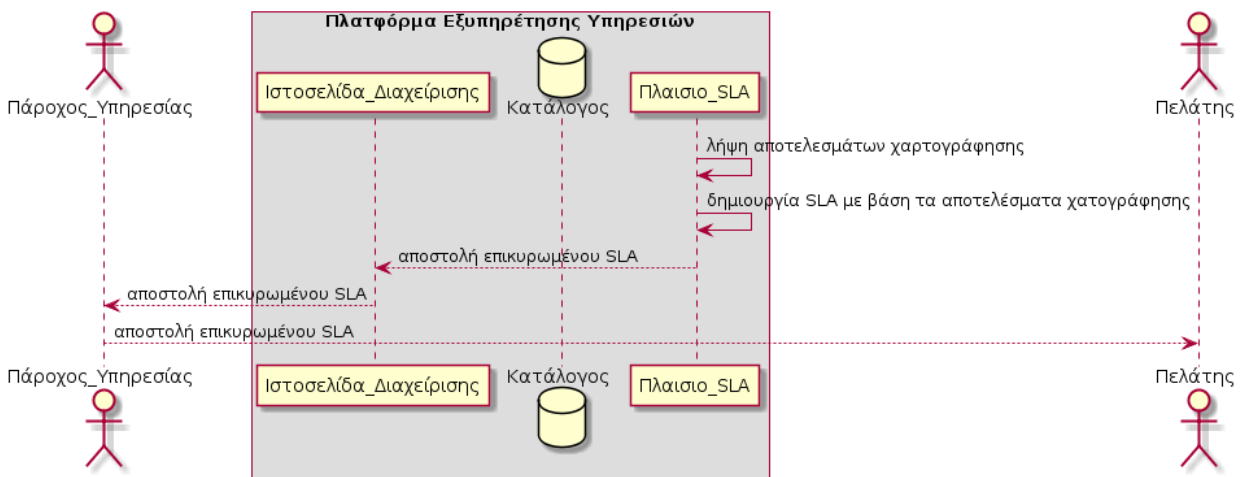 Πλατφόρμα Εξυπηρέτησης Υπηρεσιών
Πάροχος_Υπηρεσίας
Ιστοσελίδα_Διαχείρισης
Κατάλογος
Πλαισιο_SLA
Πελάτης
λήψη αποτελεσμάτων χαρτογράφησης
δημιουργία SLA με βάση τα αποτελέσματα χατογράφησης
αποστολή επικυρωμένου SLA
αποστολή επικυρωμένου SLA
αποστολή επικυρωμένου SLA
Πάροχος_Υπηρεσίας
Ιστοσελίδα_Διαχείρισης
Κατάλογος
Πλαισιο_SLA
Πελάτης